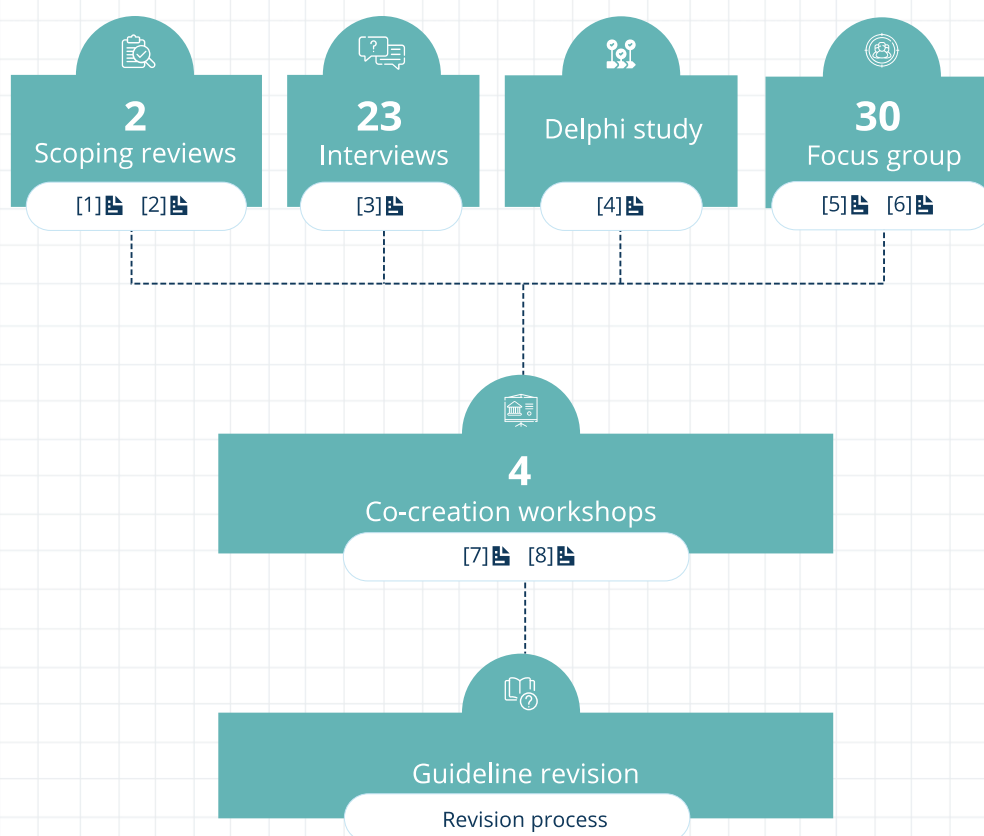 2
Scoping reviews
[1] [2]
23
Interviews
[3]
Delphi study
[4]
30
Focus group
[5] [6]
4
Co-creation workshops
[7] [8]
Guideline revision
Revision process